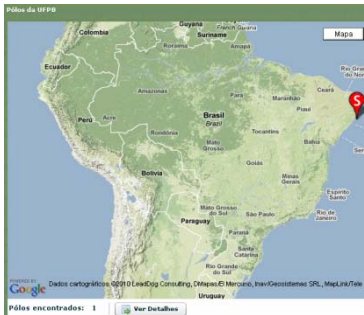 Pólos da UFPB
Mapa
Guyana
French Guiana
Suriname
Colombia
Roraima
Amapá
Ecuador
Rio Grande
do Norte
Amazonas
Pará
Maranhão
Ceará
Piauí
S
Perú
Acre
Brasil
Brazil
Tocantins
Rondônia
Mato
Grosso
Bahia
Goiás
Bolivia
Minas
Gerais
Espírito
Santo
Mato Grosso
do Sul
São Paulo
Rio de
Janeiro
Paraguay
Paraná
Santa
Catarina
Rio Grande
do Sul
POWERED BY
Google
Dados cartográficos ©2010 LeadDog Consulting, DMapas/El Mercurio, Inav/Geosistemas SRL, MapLink/Tele
Uruguay
Pólos encontrados: 1
Ver Detalhes